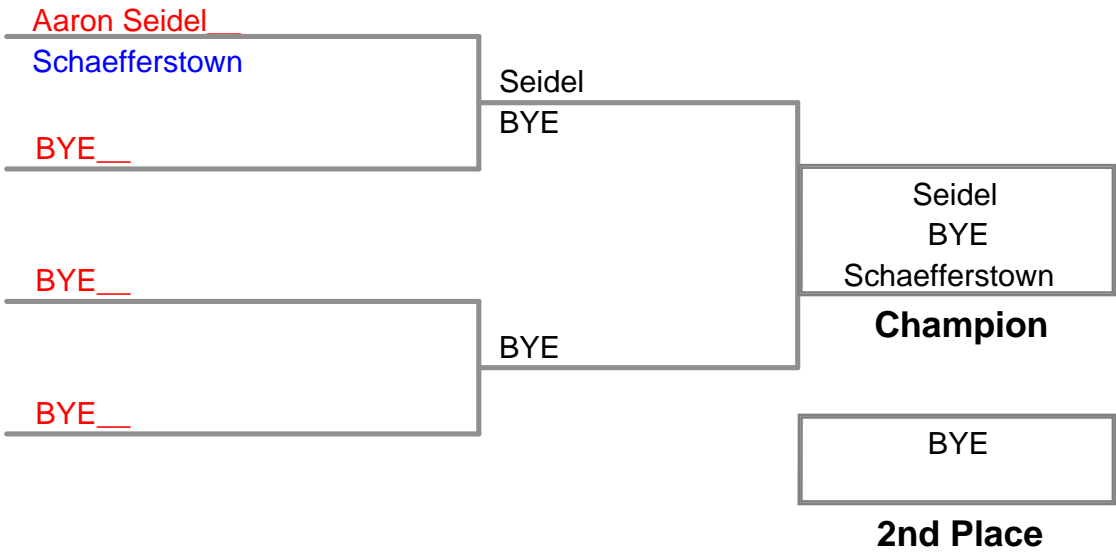 Aaron Seidel__
Schaefferstown
BYE__
BYE__
BYE__
Seidel
BYE
BYE
Seidel
BYE
Schaefferstown
Champion
BYE
2nd Place